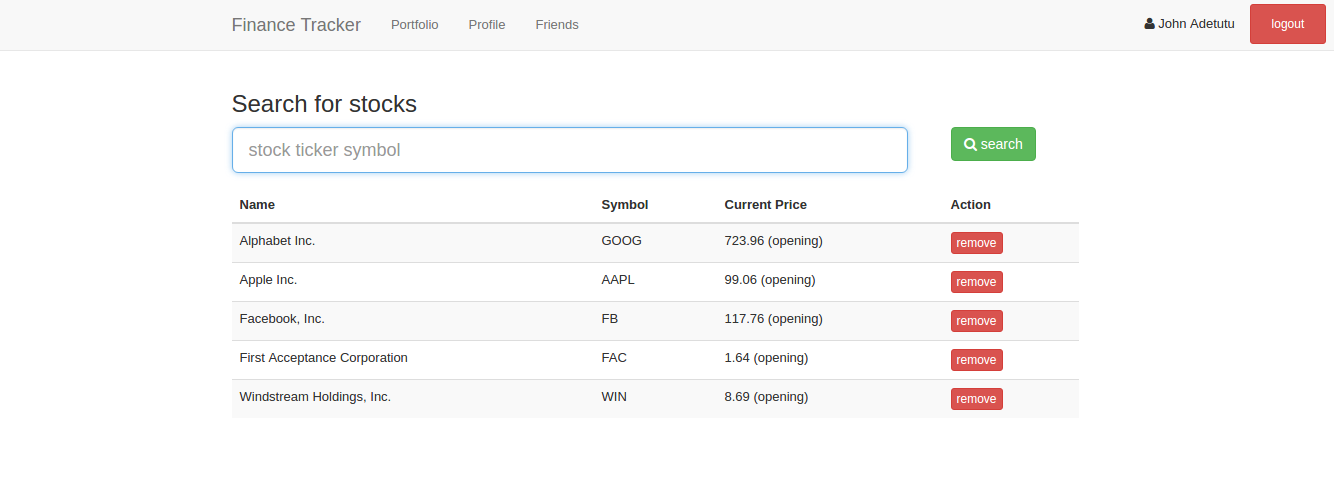 Finance Tracker Portfolio Profile Friends John Adetutu logout
Search for stocks
stock ticker symbol search
Name Symbol Current Price Action
Alphabet Inc. GOOG 723.96 (opening) remove
Apple Inc. AAPL 99.06 (opening) remove
Facebook, Inc. FB 117.76 (opening) remove
First Acceptance Corporation FAC 1.64 (opening) remove
Windstream Holdings, Inc. WIN 8.69 (opening) remove